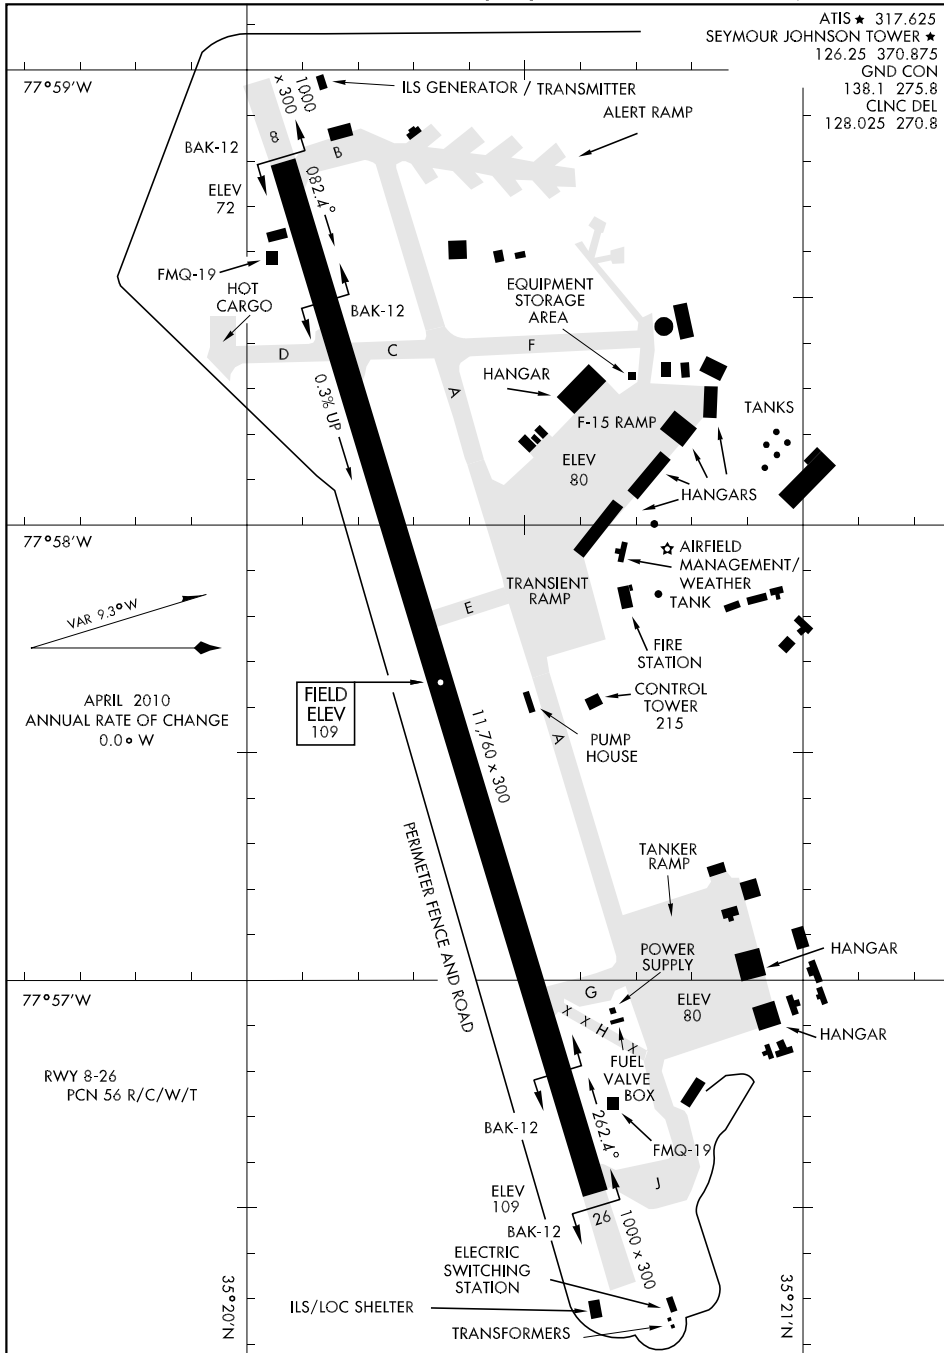 ATIS ★ 317.625
SEYMOUR JOHNSON TOWER ★
126.25 370.875
GND CON
138.1 275.8
CLNC DEL
128.025 270.8
77°59'W
1000
x 300
ILS GENERATOR / TRANSMITTER
ALERT RAMP
8
B
BAK-12
ELEV
72
082.4°
FMQ-19
HOT
CARGO
BAK-12
EQUIPMENT
STORAGE
AREA
D
C
F
0.3% UP
A
HANGAR
F-15 RAMP
TANKS
ELEV
80
HANGARS
77°58'W
AIRFIELD
MANAGEMENT/
WEATHER
TRANSIENT
RAMP
TANK
E
VAR 9.3°W
FIRE
STATION
APRIL 2010
ANNUAL RATE OF CHANGE
0.0° W
FIELD
ELEV
109
CONTROL
TOWER
215
11,760 x 300
A
PUMP
HOUSE
PERIMETER FENCE AND ROAD
TANKER
RAMP
POWER
SUPPLY
HANGAR
77°57'W
G
ELEV
80
X X H X
HANGAR
RWY 8-26
PCN 56 R/C/W/T
FUEL
VALVE
BOX
262.4°
BAK-12
FMQ-19
J
ELEV
109
26
BAK-12
1000 x 300
ELECTRIC
SWITCHING
STATION
35°20'N
35°21'N
ILS/LOC SHELTER
TRANSFORMERS